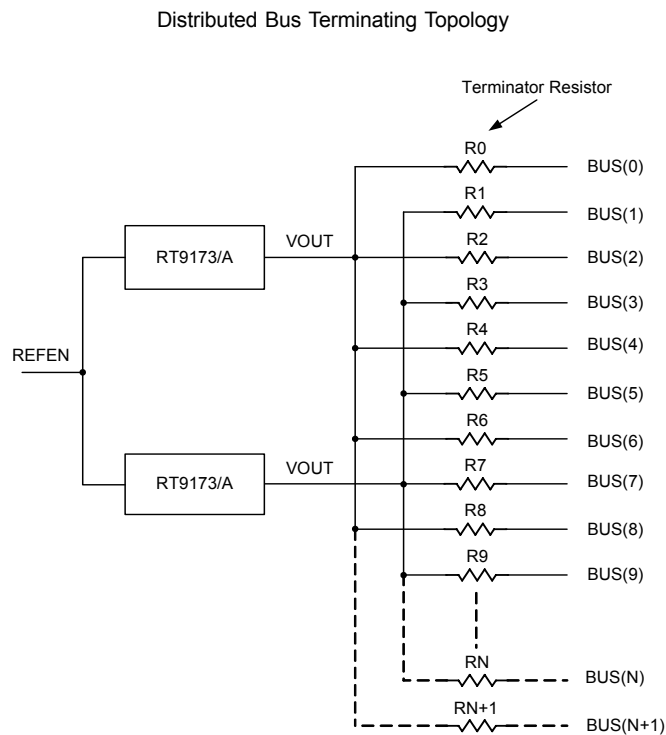 Distributed Bus Terminating Topology
Terminator Resistor
R0
BUS(0)
R1
BUS(1)
RT9173/A
VOUT
R2
BUS(2)
R3
BUS(3)
R4
BUS(4)
REFEN
R5
BUS(5)
R6
BUS(6)
RT9173/A
VOUT
R7
BUS(7)
R8
BUS(8)
R9
BUS(9)
RN
BUS(N)
RN+1
BUS(N+1)